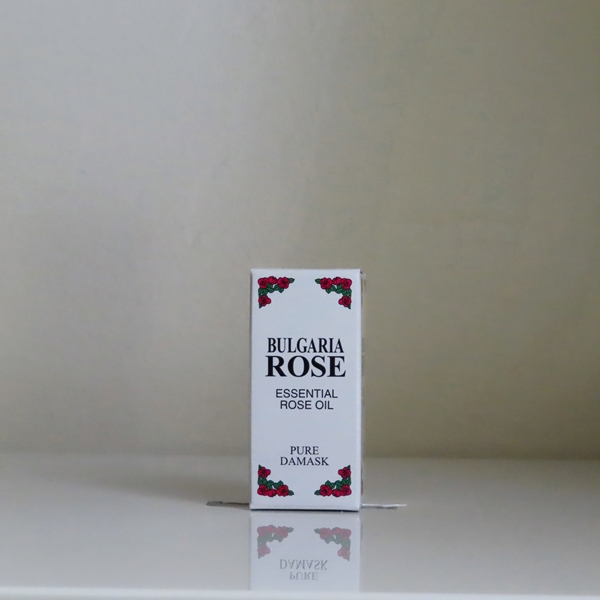 BULGARIA
ROSE
ESSENTIAL
ROSE OIL
PURE
DAMASK